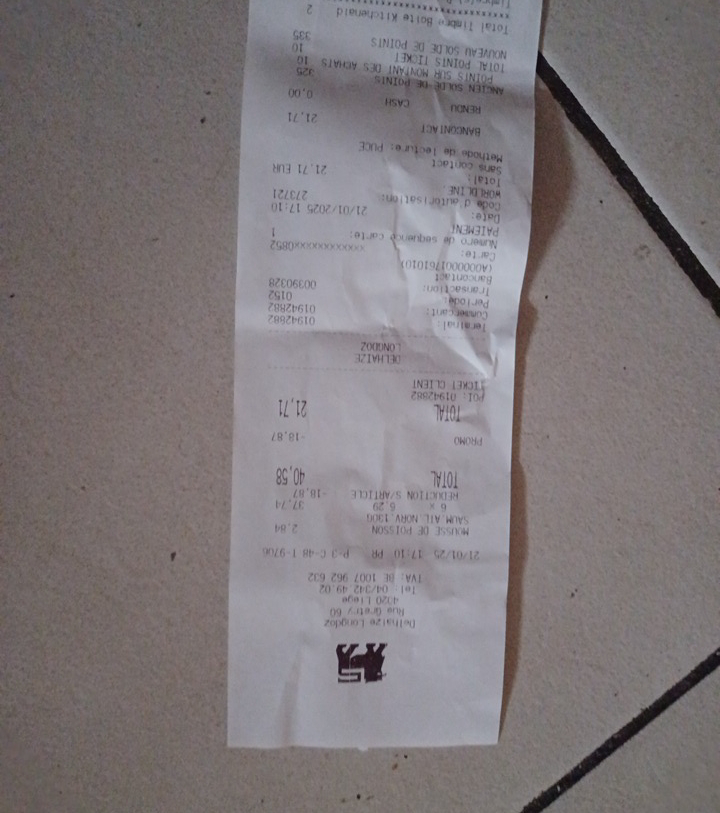 Delhaize Longdoz
Rue Gretry 60
4020 Liege
Tel: 04/342 49 02
TVA: BE 1007 962 632
21/01/25 17:10 PR P-3 C-48 T-9706
MOUSSE DE POISSON 2,84
SAUM.ATL.NORV.130G
6 x 6,29 37,74
REDUCTION S/ARTICLE -18,87
TOTAL 40,58
PROMO -18,87
TOTAL 21,71
POI: 01942882
TICKET CLIENT
DELHAIZE
LONGDOZ
Terminal: 01942882
Commercant: 01942882
Periode: 0152
Transaction: 00390328
Bancontact
(A0000001761010)
Carte: xxxxxxxxxxxxx0852
Numero de sequence carte: 1
PAIEMENT
Date: 21/01/2025 17:10
Code d'autorisation: 273721
WORLDLINE
Total: 21,71 EUR
Sans contact
Methode de lecture: PUCE
BANCONTACT 21,71
RENDU CASH 0,00
ANCIEN SOLDE DE POINTS 325
POINTS SUR MONTANT DES ACHATS 10
TOTAL POINTS TICKET 10
NOUVEAU SOLDE DE POINTS 335
Total Timbre Boite Kitchenaid 2